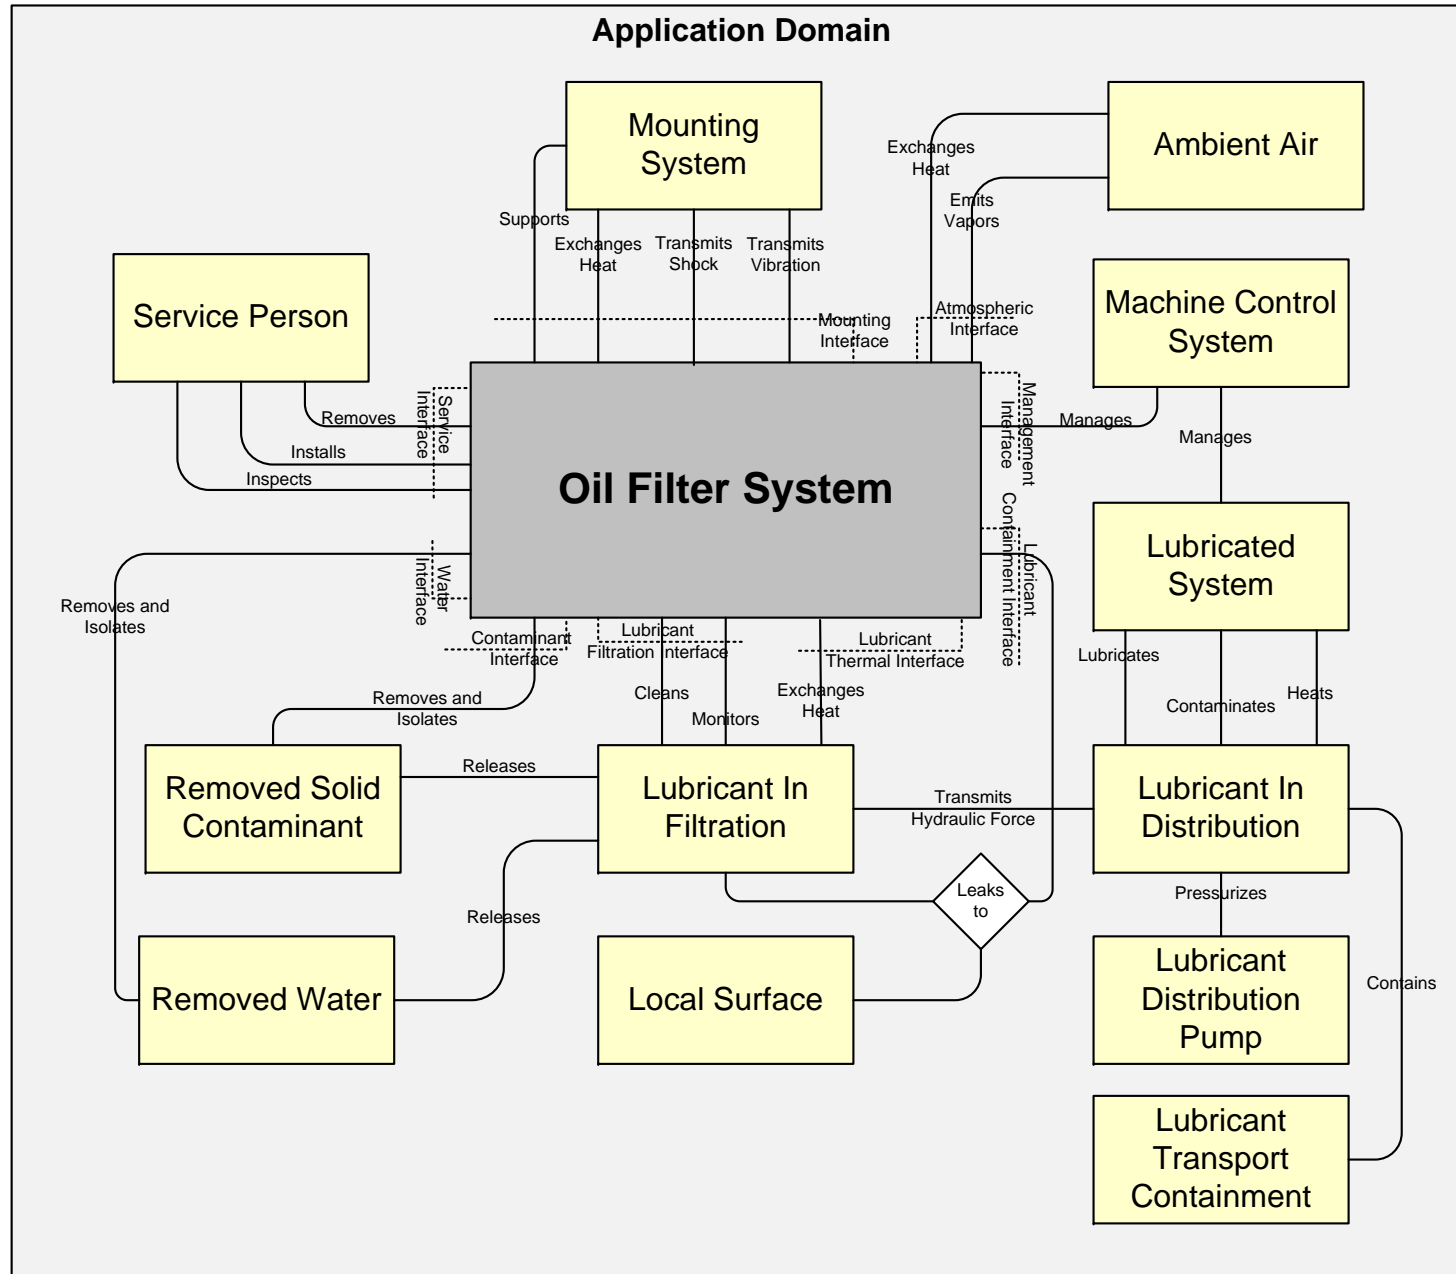 Application Domain
Mounting
System
Ambient Air
Exchanges
Heat
Supports
Emits
Vapors
Exchanges
Heat
Transmits
Shock
Transmits
Vibration
Service Person
Machine Control
System
Mounting
Interface
Atmospheric
Interface
Removes
Installs
Inspects
Service
Interface
Management
Interface
Manages
Manages
Oil Filter System
Lubricant
Containment Interface
Lubricated
System
Water
Interface
Removes and
Isolates
Contaminant
Interface
Lubricant
Filtration Interface
Lubricant
Thermal Interface
Lubricates
Contaminates
Heats
Removes and
Isolates
Cleans
Monitors
Exchanges
Heat
Removed Solid
Contaminant
Releases
Lubricant In
Filtration
Transmits
Hydraulic Force
Lubricant In
Distribution
Leaks
to
Pressurizes
Releases
Removed Water
Local Surface
Lubricant
Distribution
Pump
Contains
Lubricant
Transport
Containment